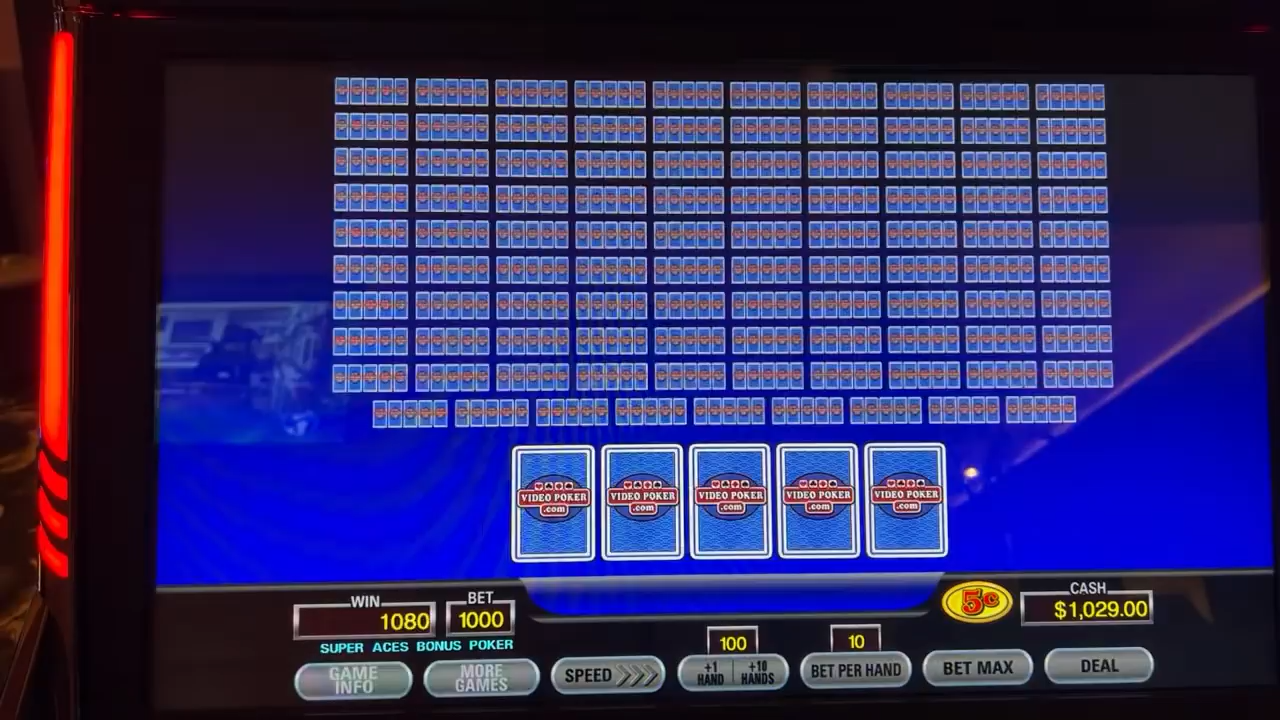 VIDEO POKER
.com
VIDEO POKER
.com
VIDEO POKER
.com
VIDEO POKER
.com
VIDEO POKER
.com
WIN
1080
BET
1000
5¢
CASH
$1,029.00
SUPER ACES BONUS POKER
100
10
GAME INFO
MORE GAMES
SPEED
+1 HAND
+10 HANDS
BET PER HAND
BET MAX
DEAL